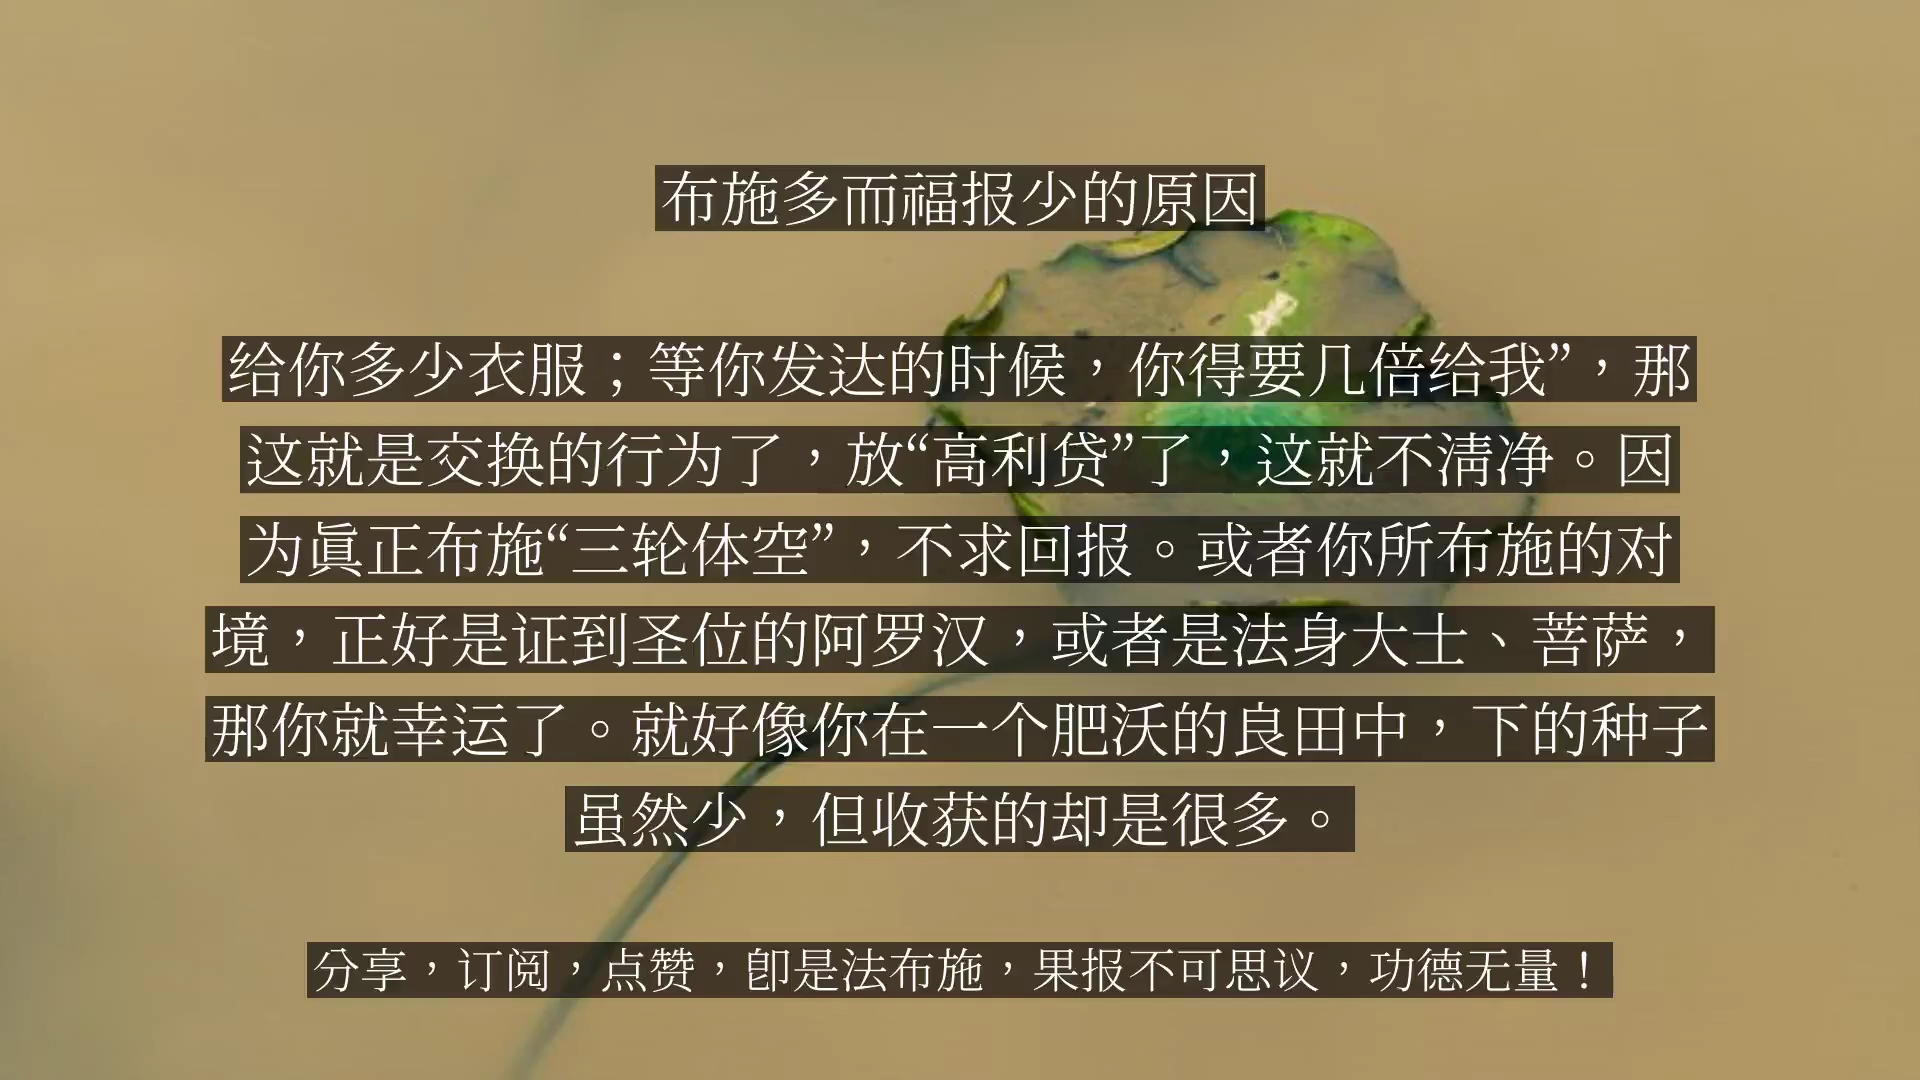 布施多而福报少的原因
给你多少衣服；等你发达的时候，你得要几倍给我”，那
这就是交换的行为了，放“高利贷”了，这就不清净。因
为眞正布施“三轮体空”，不求回报。或者你所布施的对
境，正好是证到圣位的阿罗汉，或者是法身大士、菩萨，
那你就幸运了。就好像你在一个肥沃的良田中，下的种子
虽然少，但收获的却是很多。
分享，订阅，点赞，卽是法布施，果报不可思议，功德无量！